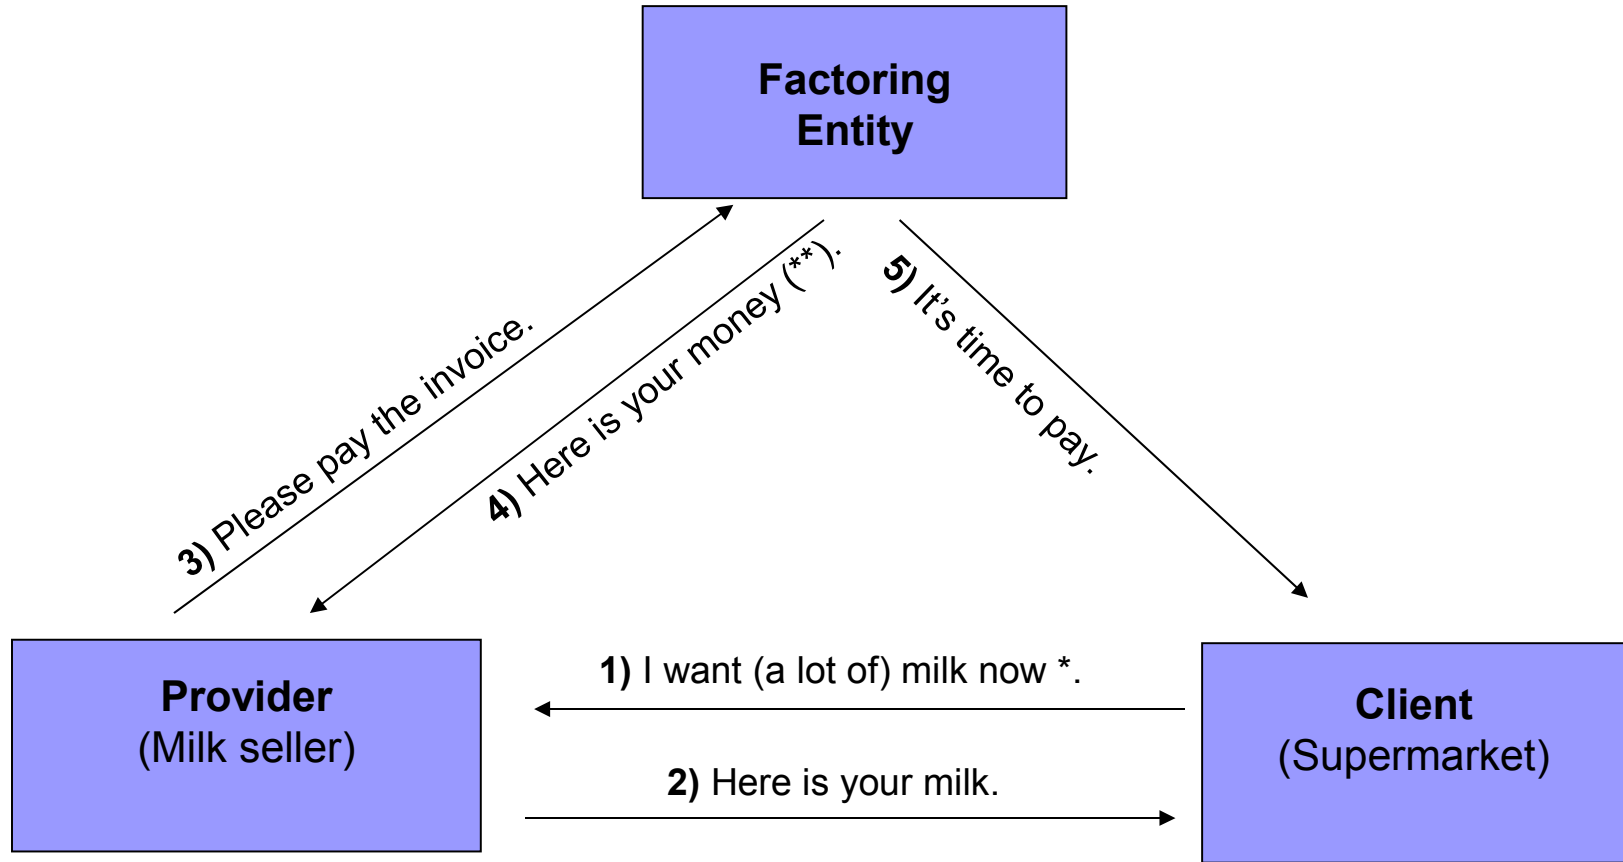 Factoring
Entity
3) Please pay the invoice.
4) Here is your money (**).
5) It’s time to pay.
1) I want (a lot of) milk now *.
2) Here is your milk.
Provider
(Milk seller)
Client
(Supermarket)